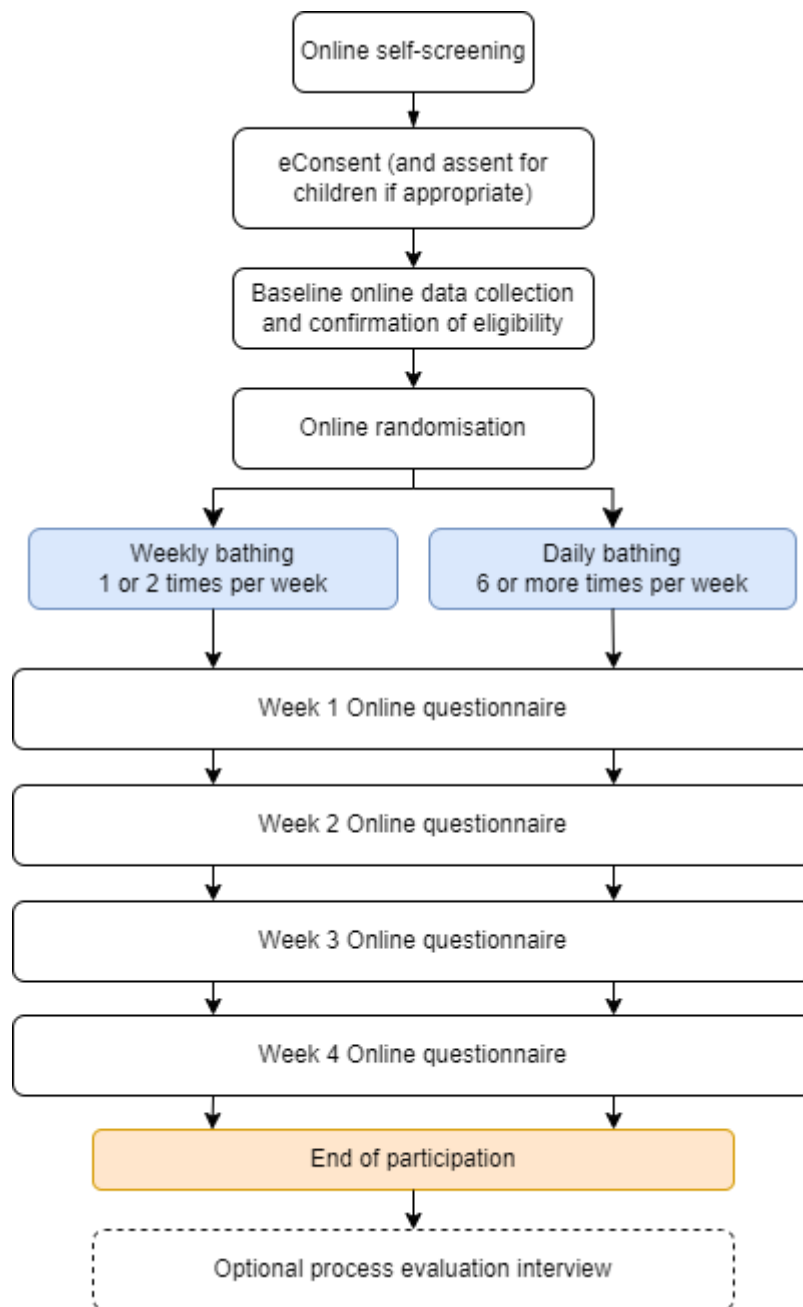 Online self-screening
eConsent (and assent for
children if appropriate)
Baseline online data collection
and confirmation of eligibility
Online randomisation
Weekly bathing
1 or 2 times per week
Daily bathing
6 or more times per week
Week 1 Online questionnaire
Week 2 Online questionnaire
Week 3 Online questionnaire
Week 4 Online questionnaire
End of participation
Optional process evaluation interview